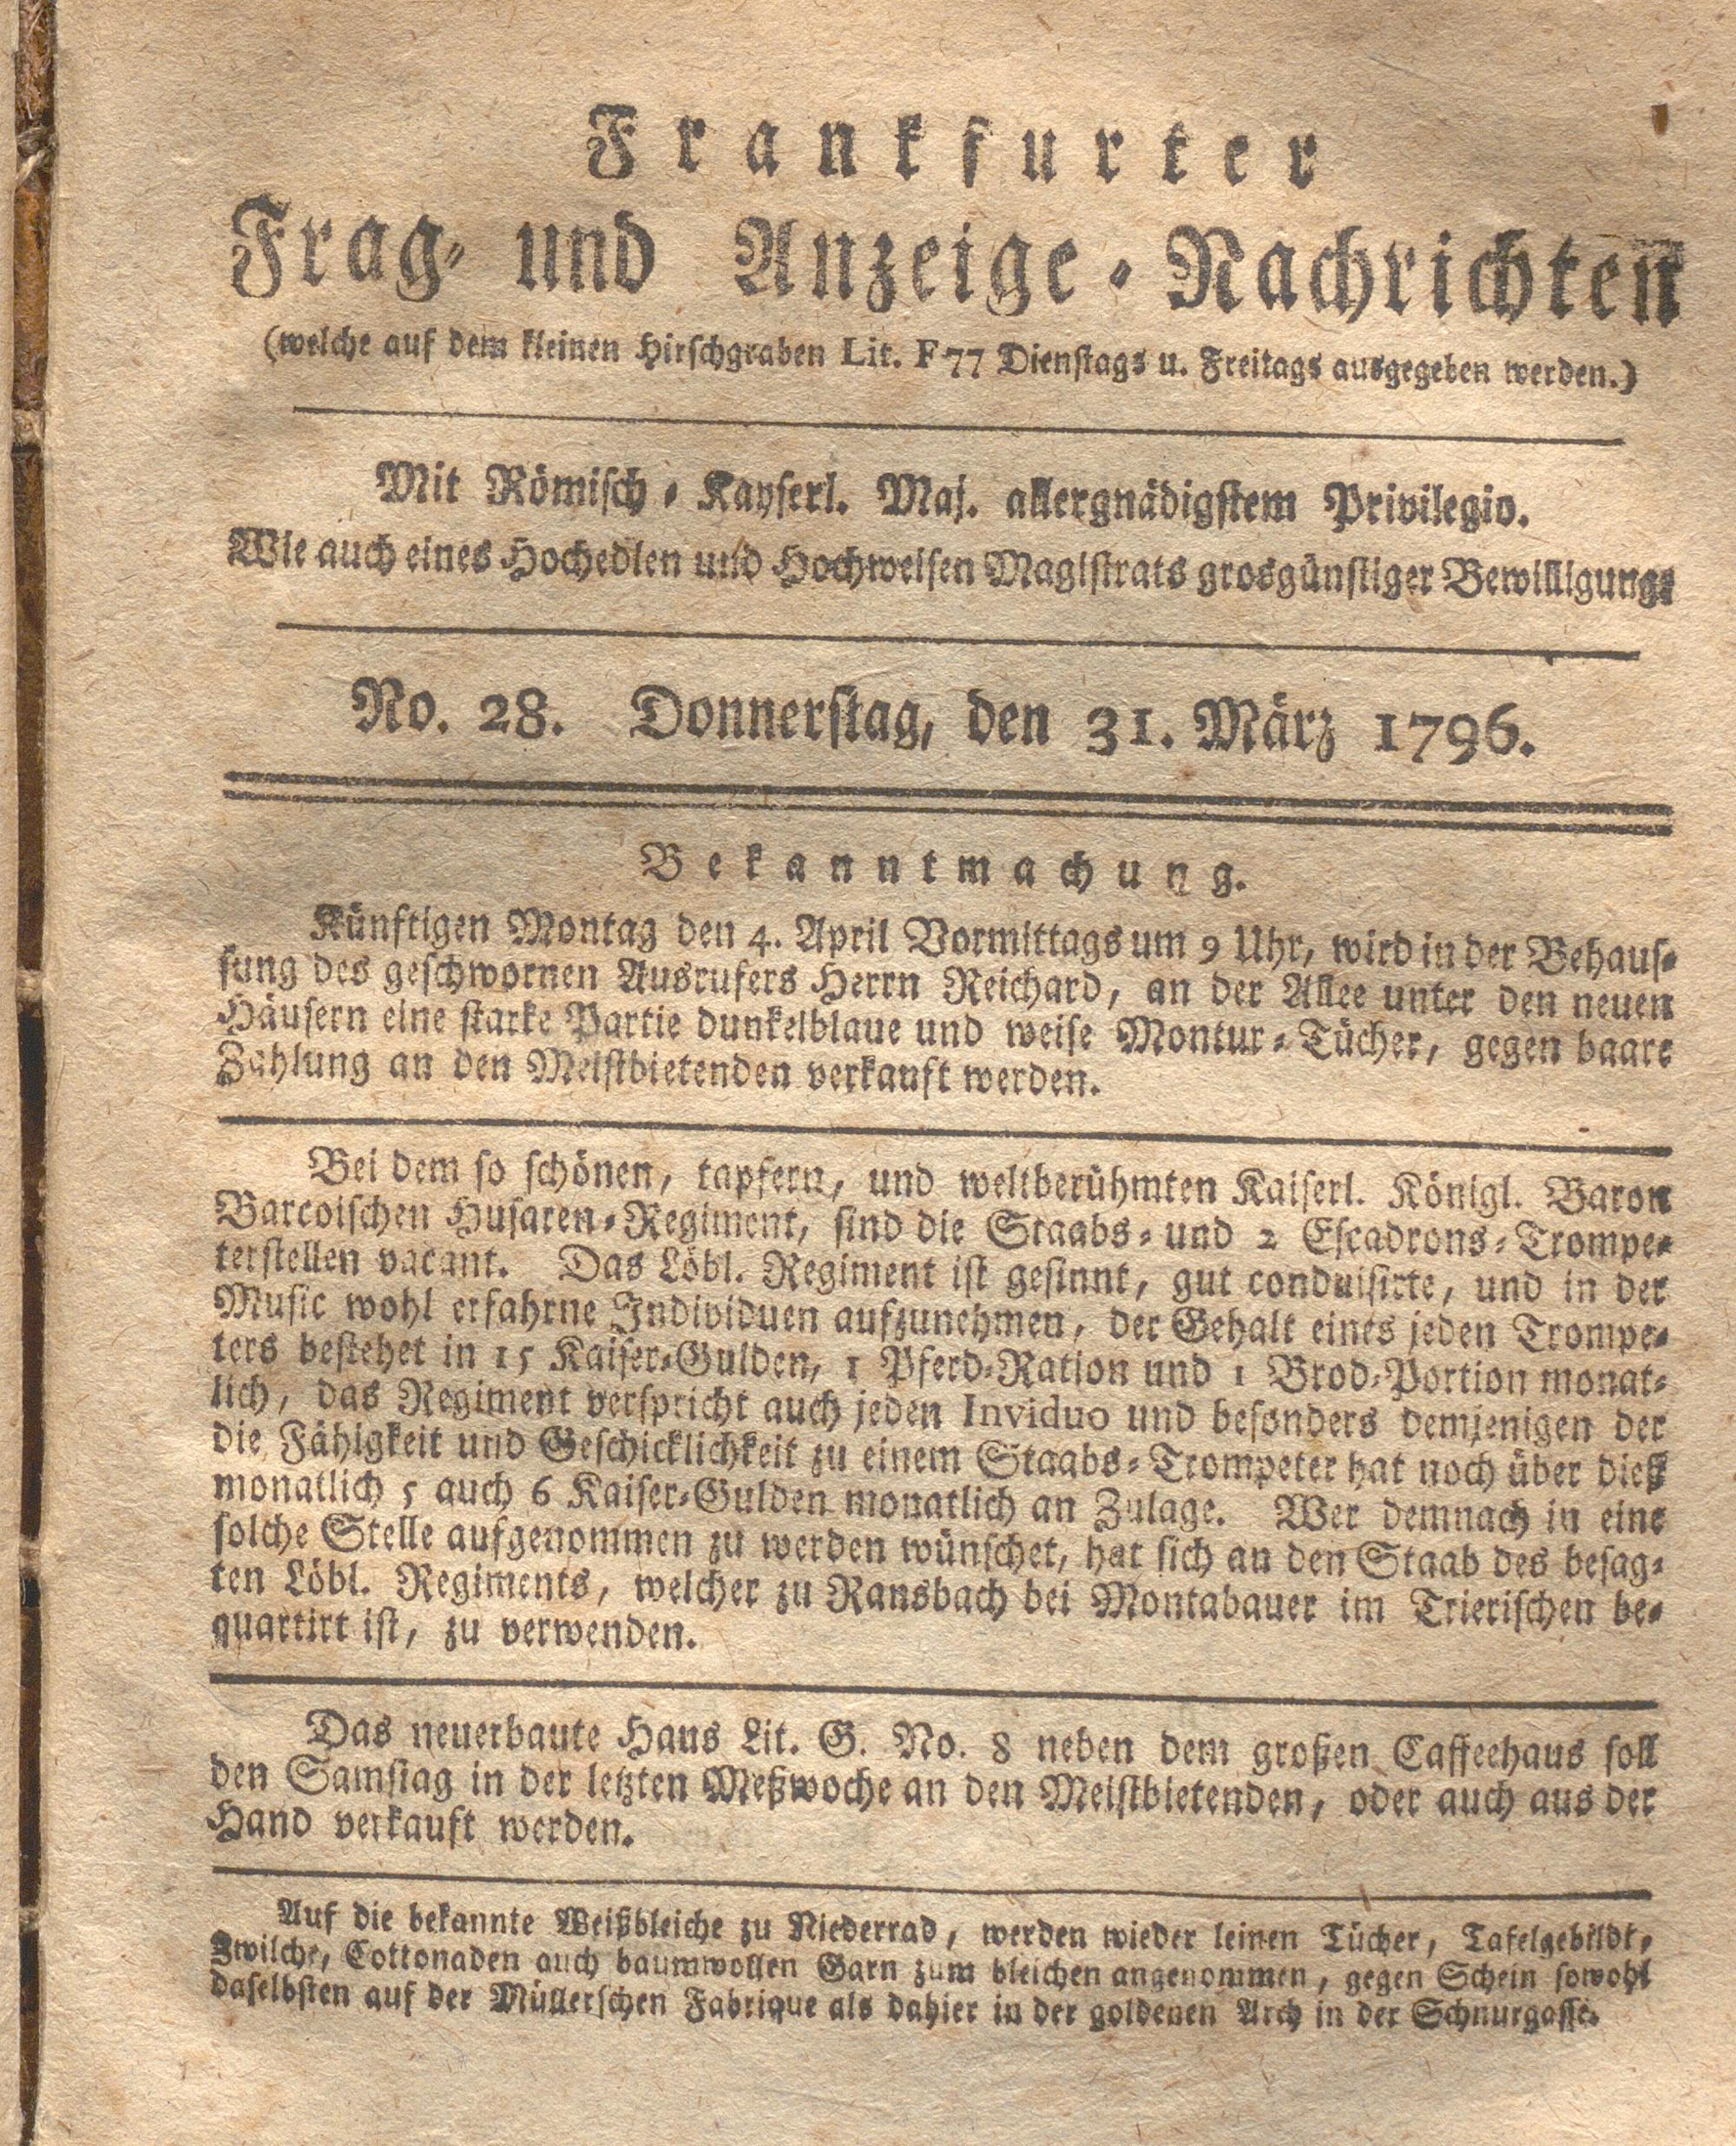 Frankfurter
Frag- und Anzeige-Nachrichten
(welche auf dem kleinen Hirschgraben Lit. F 77 Dienstags u. Freitags ausgegeben werden.)
Mit Römisch-Kayserl. Maj. allergnädigstem Privilegio.
Wie auch eines Hochedlen und Hochweisen Magistrats grosgünstiger Bewilligung.
No. 28. Donnerstag, den 31. März 1796.
Bekanntmachung.
Künftigen Montag den 4. April Vormittags um 9 Uhr, wird in der Behaus-
sung des geschwornen Ausrufers Herrn Reichard, an der Allee unter den neuen
Häusern eine starke Partie dunkelblaue und weise Montur-Tücher, gegen baare
Zahlung an den Meistbietenden verkauft werden.
Bei dem so schönen, tapfern, und weltberühmten Kaiserl. Königl. Baron
Barcoischen Husaren-Regiment, sind die Staabs- und 2 Escadrons-Trompe-
terstellen vacant. Das Löbl. Regiment ist gesinnt, gut conduisirte, und in der
Music wohl erfahrne Individuen aufzunehmen, der Gehalt eines jeden Trompe-
ters bestehet in 15 Kaiser-Gulden, 1 Pferd-Ration und 1 Brod-Portion monat-
lich, das Regiment verspricht auch jeden Inviduo und besonders demjenigen der
die Fähigkeit und Geschicklichkeit zu einem Staabs-Trompeter hat noch über dieß
monatlich 5 auch 6 Kaiser-Gulden monatlich an Zulage. Wer demnach in eine
solche Stelle aufgenommen zu werden wünschet, hat sich an den Staab des besag-
ten Löbl. Regiments, welcher zu Ransbach bei Montabauer im Trierischen be-
quartirt ist, zu verwenden.
Das neuerbaute Haus Lit. G. No. 8 neben dem großen Caffeehaus soll
den Samstag in der letzten Meßwoche an den Meistbietenden, oder auch aus der
Hand verkauft werden.
Auf die bekannte Weißbleiche zu Niederrad, werden wieder leinen Tücher, Tafelgebildt,
Zwilche, Cottonaden auch baumwollen Garn zum bleichen angenommen, gegen Schein sowohl
daselbsten auf der Müllerschen Fabrique als dahier in der goldenen Arch in der Schnurgasse.